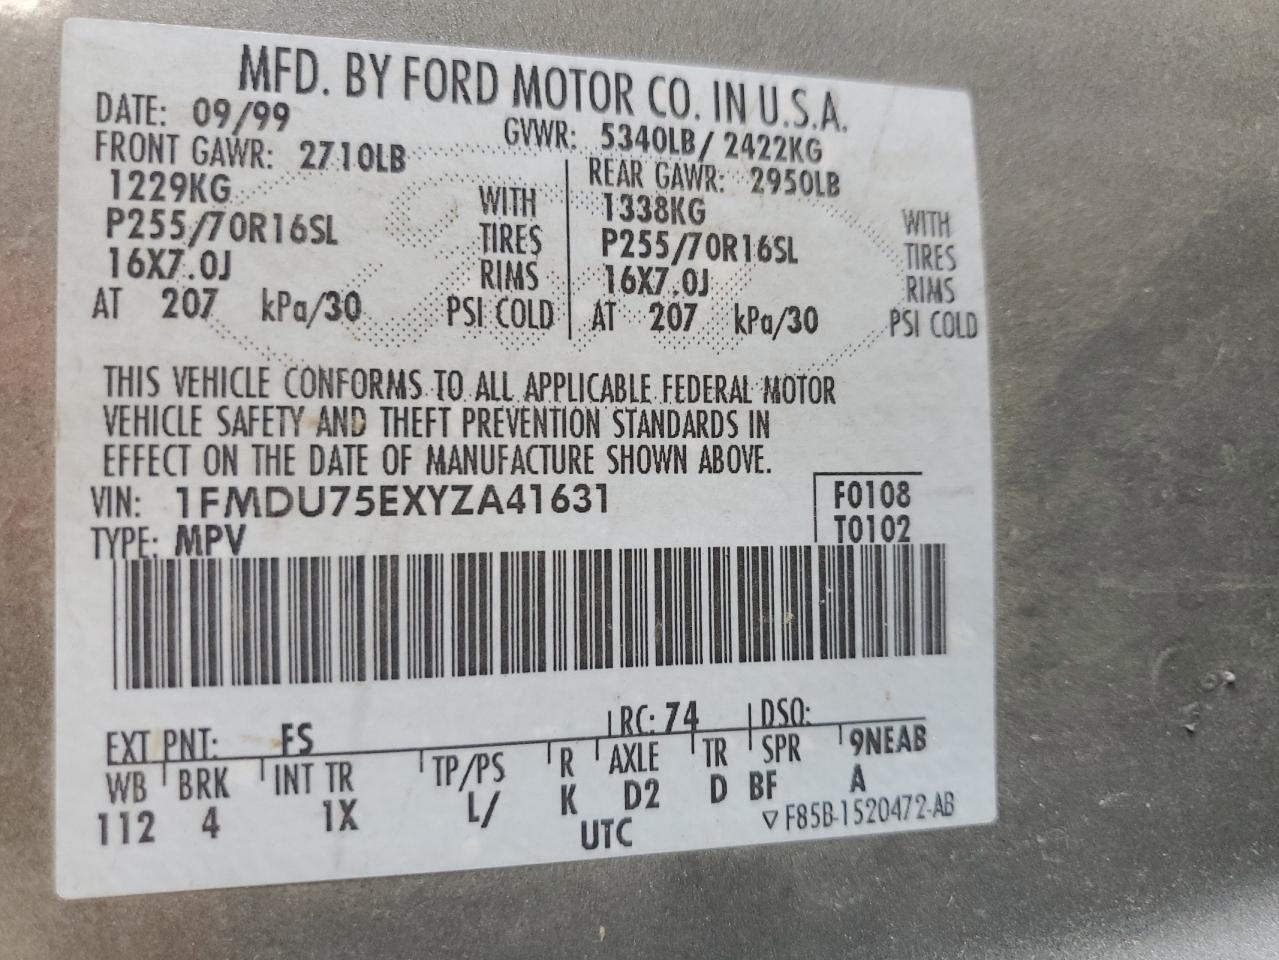 MFD. BY FORD MOTOR CO. IN U.S.A.
DATE: 09/99
GVWR: 5340LB/ 2422KG
FRONT GAWR: 2710LB
1229KG WITH
P255/70R16SL TIRES
16X7.0J RIMS
AT 207 kPa/30 PSI COLD
REAR GAWR: 2950LB
1338KG WITH
P255/70R16SL TIRES
16X7.0J RIMS
AT 207 kPa/30 PSI COLD
THIS VEHICLE CONFORMS TO ALL APPLICABLE FEDERAL MOTOR
VEHICLE SAFETY AND THEFT PREVENTION STANDARDS IN
EFFECT ON THE DATE OF MANUFACTURE SHOWN ABOVE.
VIN: 1FMDU75EXYZA41631
F0108
TYPE: MPV
T0102
EXT PNT: FS RC: 74 DSO:
WB BRK INT TR TP/PS R AXLE TR SPR 9NEAB
112 4 1X L/ K D2 D BF A
UTC
▽ F85B-1520472-AB